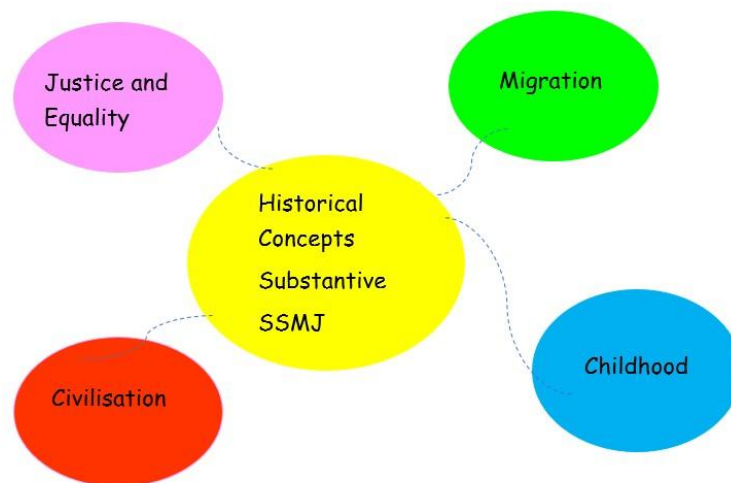 Justice and
Equality
Migration
Historical
Concepts
Substantive
SSMJ
Childhood
Civilisation